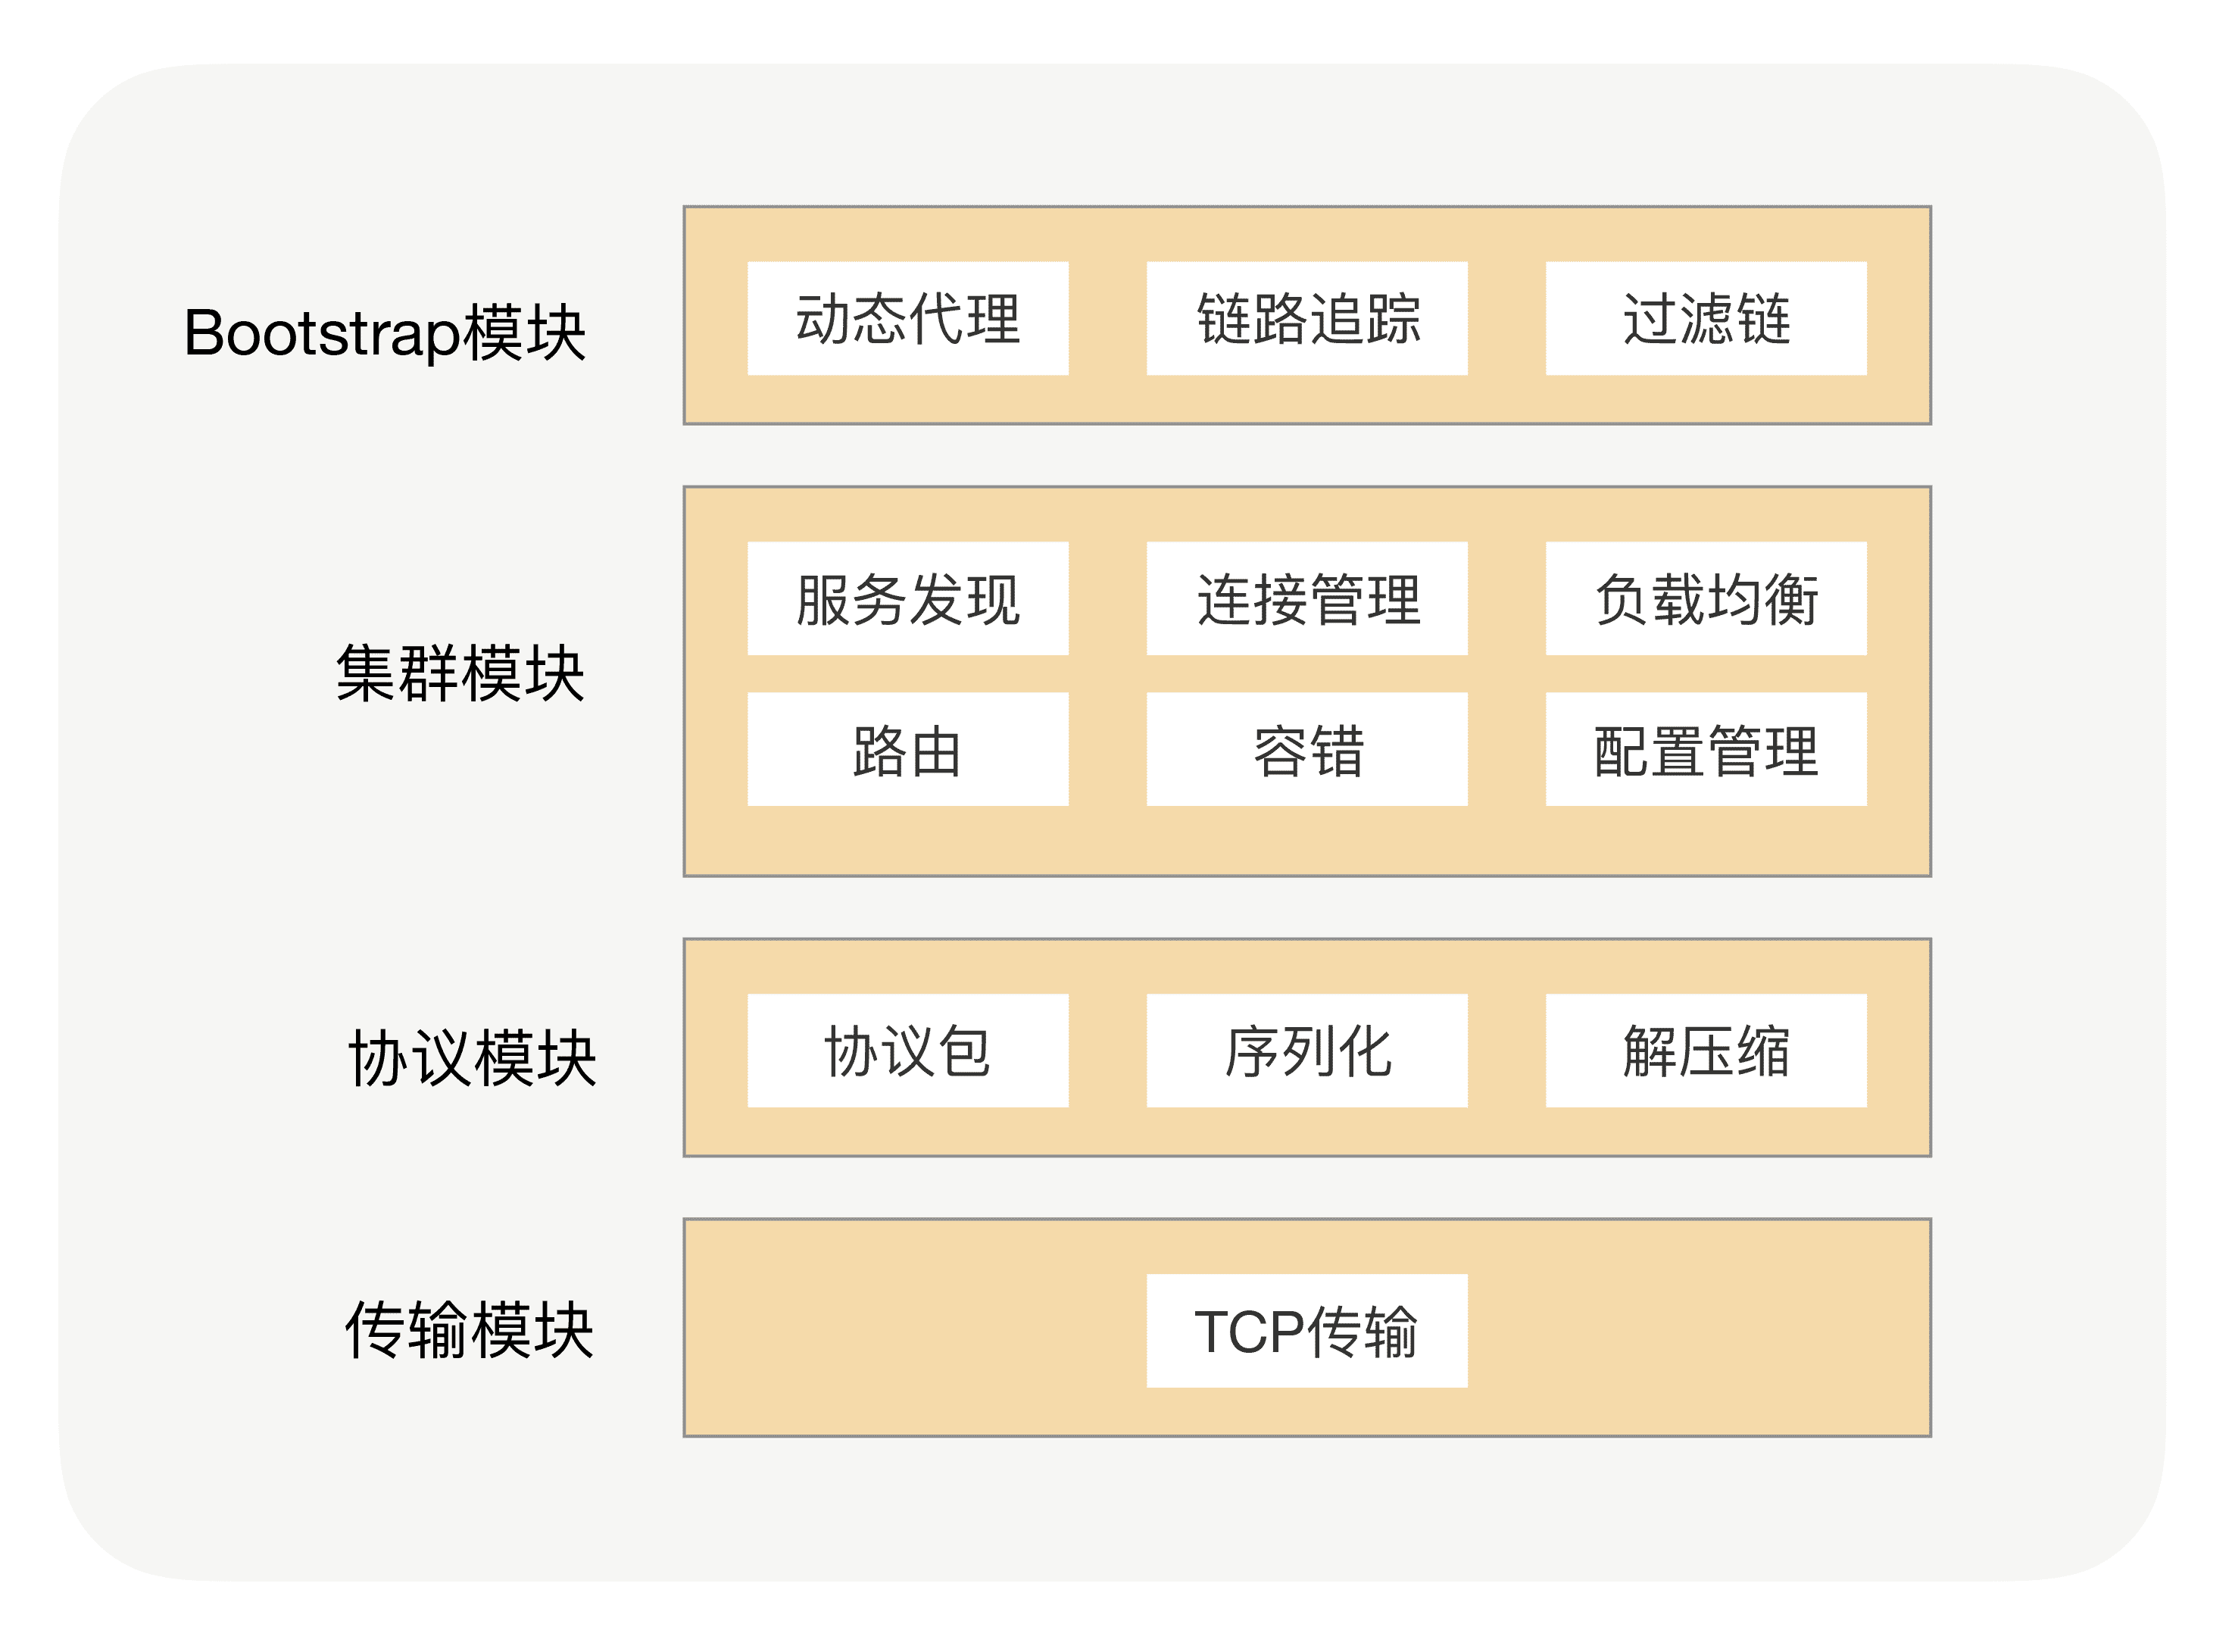 Bootstrap模块
动态代理
链路追踪
过滤链
集群模块
服务发现
连接管理
负载均衡
路由
容错
配置管理
协议模块
协议包
序列化
解压缩
传输模块
TCP传输